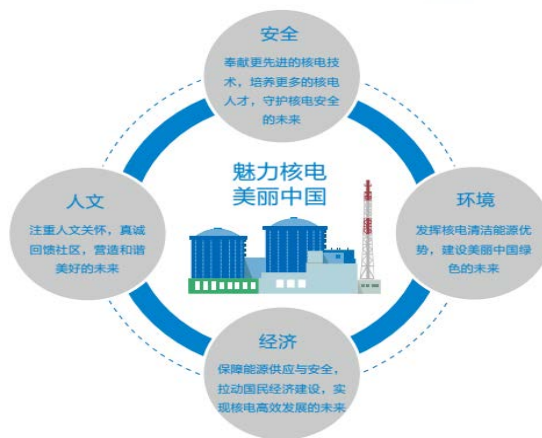 安全
奉献更先进的核电技
术，培养更多的核电
人才，守护核电安全
的未来
魅力核电
美丽中国
人文
注重人文关怀，真诚
回馈社区，营造和谐
美好的未来
环境
发挥核电清洁能源优
势，建设美丽中国绿
色的未来
经济
保障能源供应与安全，
拉动国民经济建设，实
现核电高效发展的未来